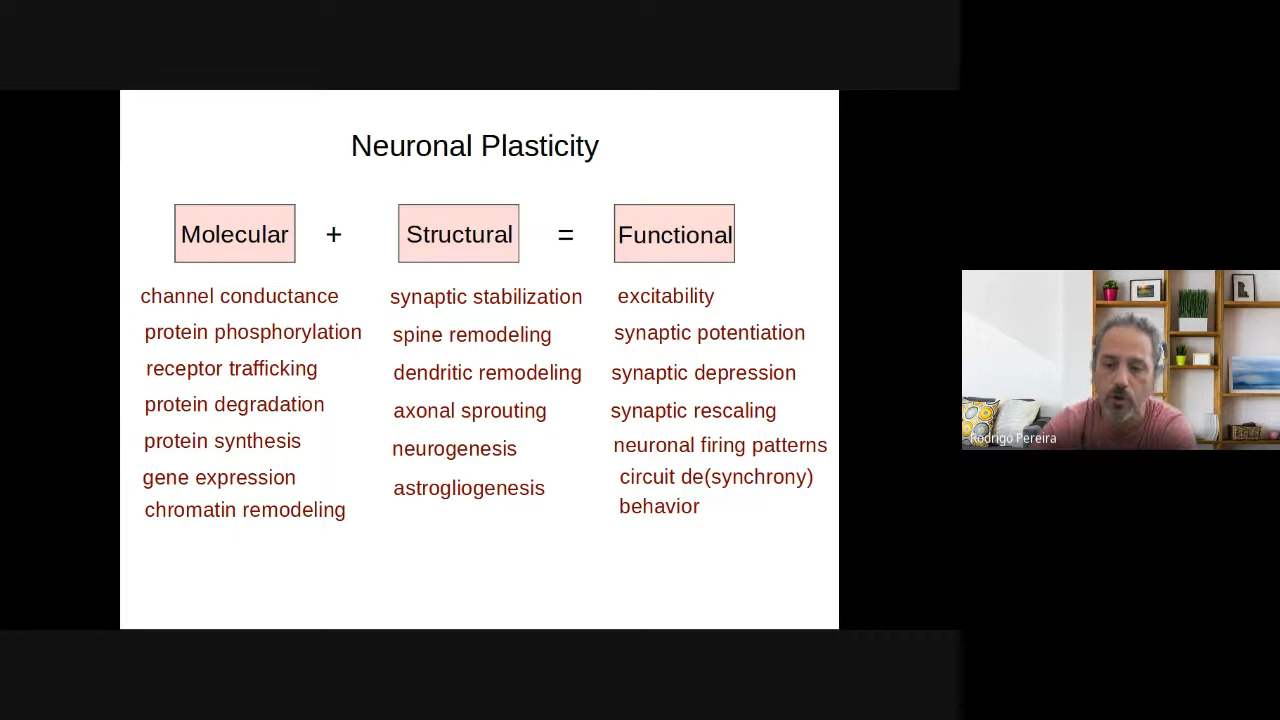 Neuronal Plasticity
Molecular + Structural = Functional
channel conductance
protein phosphorylation
receptor trafficking
protein degradation
protein synthesis
gene expression
chromatin remodeling
synaptic stabilization
spine remodeling
dendritic remodeling
axonal sprouting
neurogenesis
astrogliogenesis
excitability
synaptic potentiation
synaptic depression
synaptic rescaling
neuronal firing patterns
circuit de(synchrony)
behavior
Rodrigo Pereira